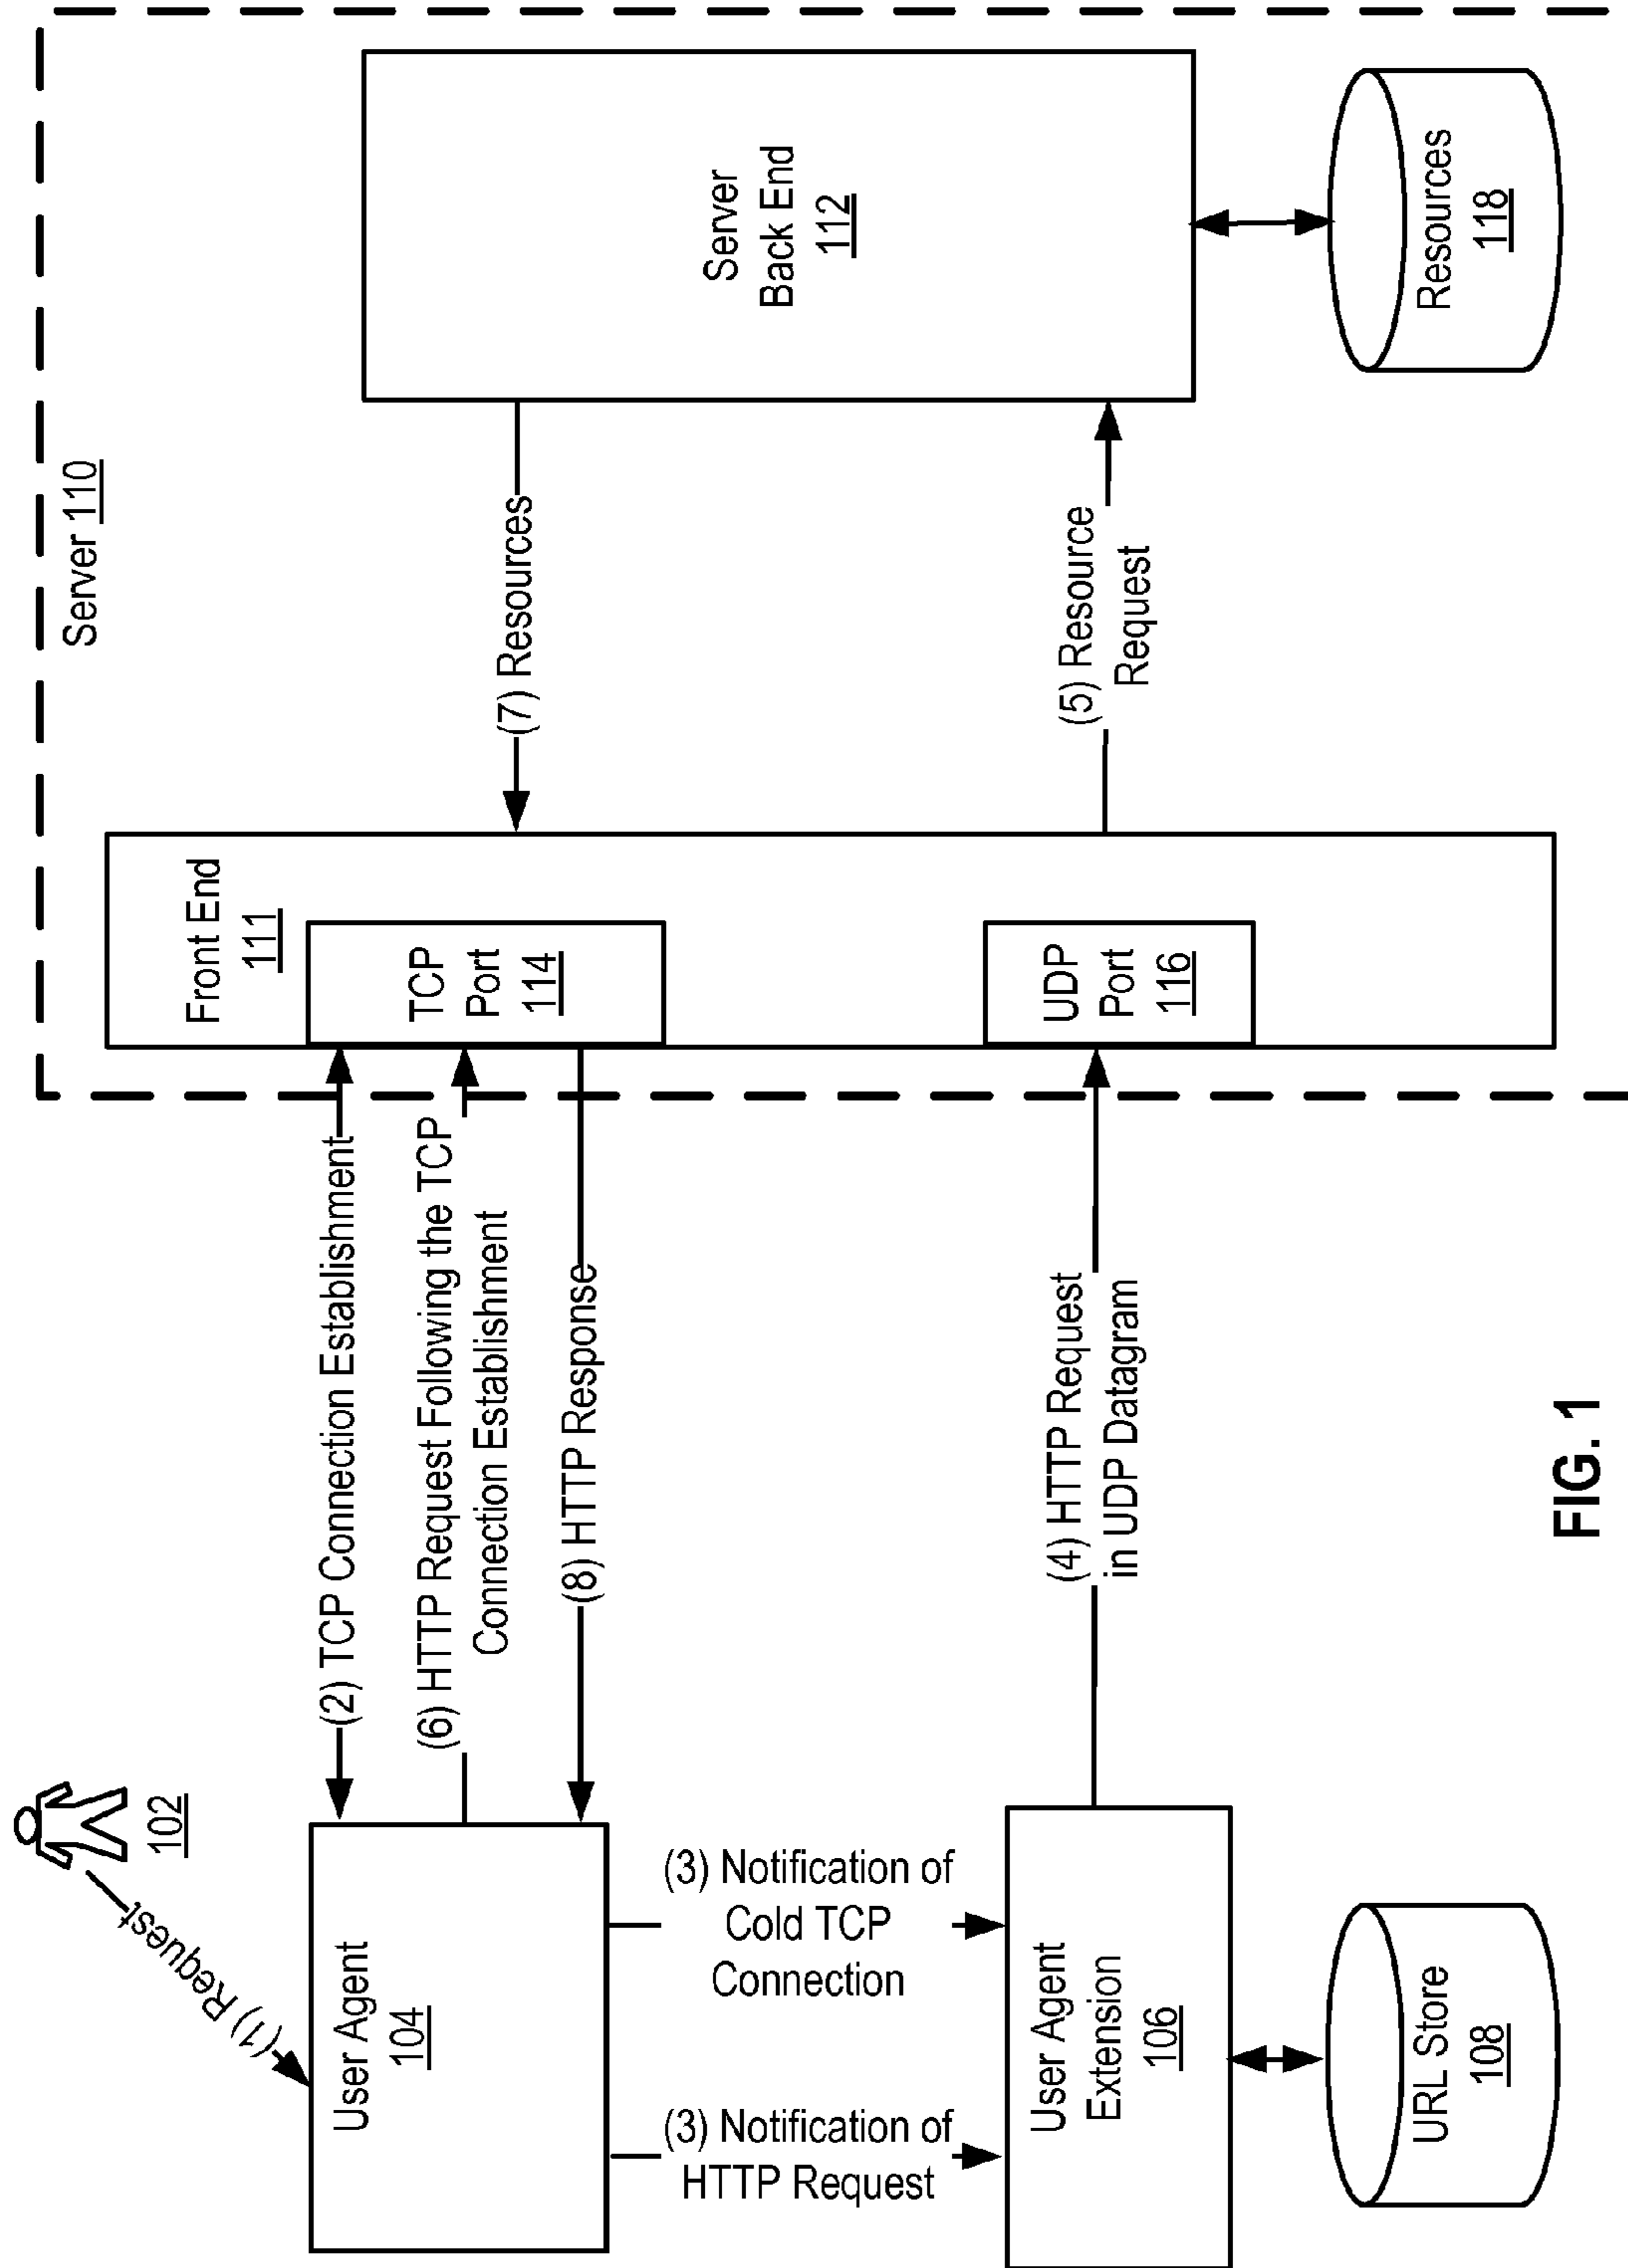 Server 110
102
(1) Request
User Agent
104
(2) TCP Connection Establishment
(6) HTTP Request Following the TCP
Connection Establishment
(8) HTTP Response
Front End
111
TCP
Port
114
(7) Resources
Server
Back End
112
(3) Notification of
HTTP Request
(3) Notification of
Cold TCP
Connection
User Agent
Extension
106
(4) HTTP Request
in UDP Datagram
UDP
Port
116
(5) Resource
Request
URL Store
108
Resources
118
FIG. 1